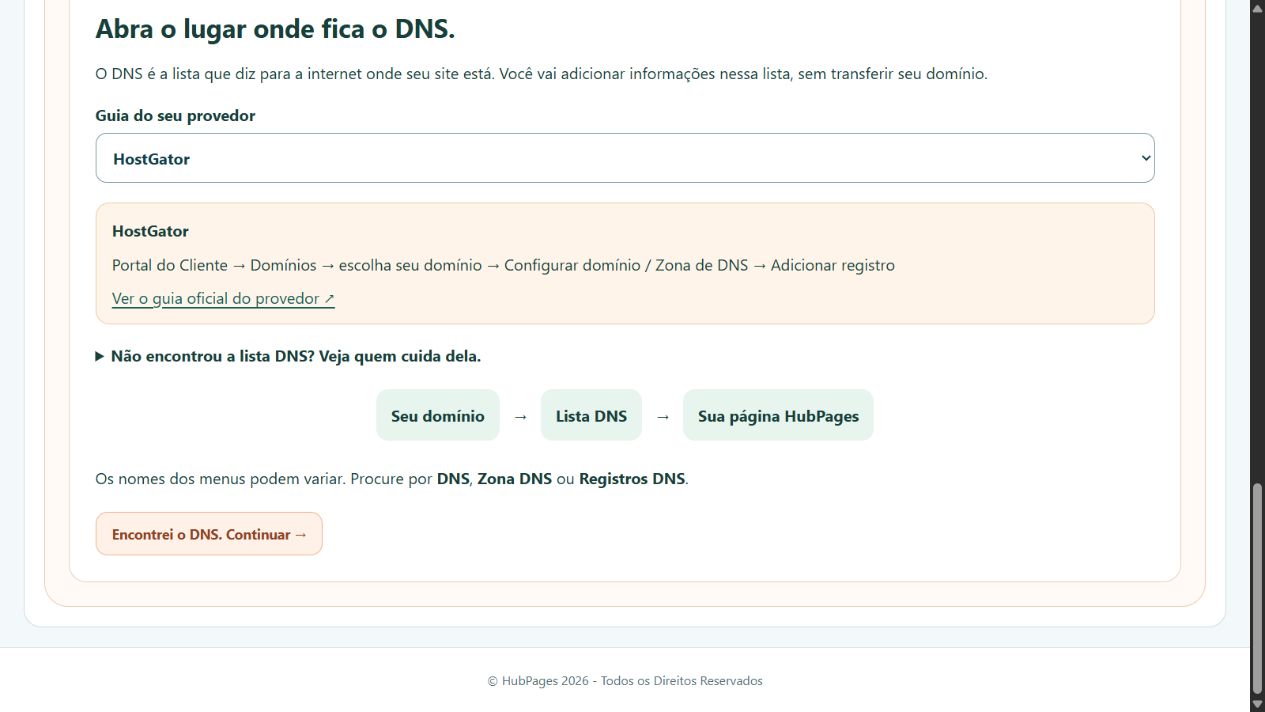 Abra o lugar onde fica o DNS.
O DNS é a lista que diz para a internet onde seu site está. Você vai adicionar informações nessa lista, sem transferir seu domínio.
Guia do seu provedor
HostGator
HostGator
Portal do Cliente → Domínios → escolha seu domínio → Configurar domínio / Zona de DNS → Adicionar registro
Ver o guia oficial do provedor ↗
▶ Não encontrou a lista DNS? Veja quem cuida dela.
Seu domínio → Lista DNS → Sua página HubPages
Os nomes dos menus podem variar. Procure por DNS, Zona DNS ou Registros DNS.
Encontrei o DNS. Continuar →
© HubPages 2026 - Todos os Direitos Reservados